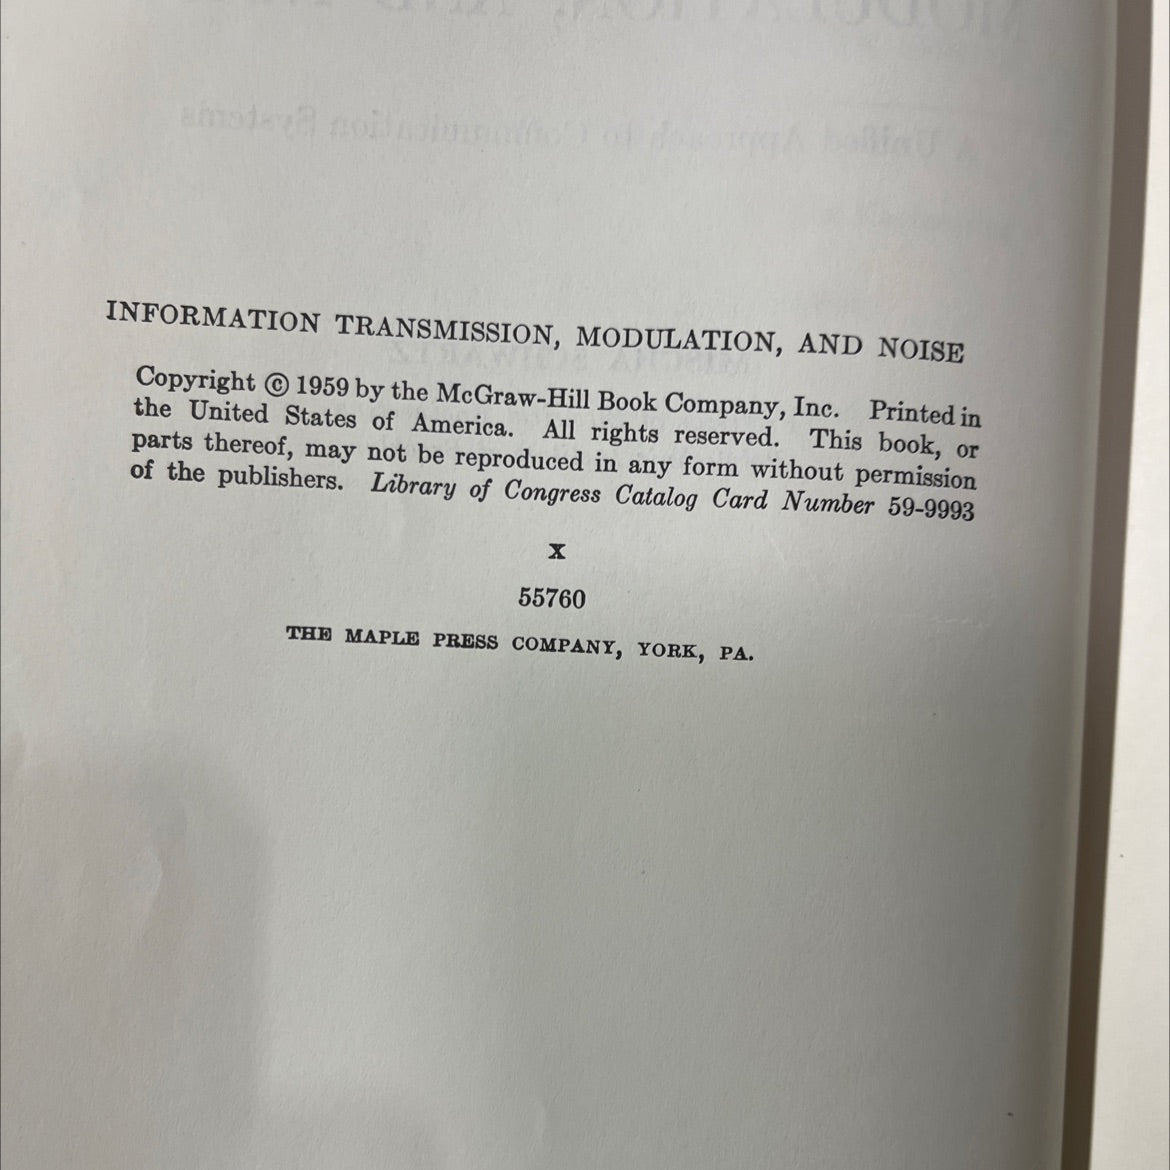 INFORMATION TRANSMISSION, MODULATION, AND NOISE
Copyright © 1959 by the McGraw-Hill Book Company, Inc. Printed in
the United States of America. All rights reserved. This book, or
parts thereof, may not be reproduced in any form without permission
of the publishers. Library of Congress Catalog Card Number 59-9993
X
55760
THE MAPLE PRESS COMPANY, YORK, PA.